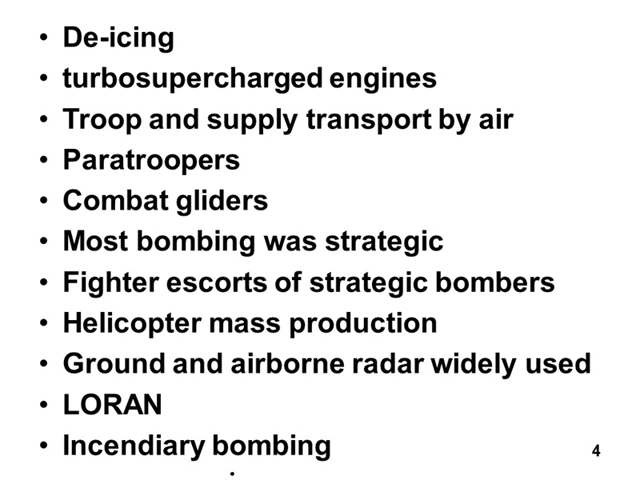 • De-icing
• turbosupercharged engines
• Troop and supply transport by air
• Paratroopers
• Combat gliders
• Most bombing was strategic
• Fighter escorts of strategic bombers
• Helicopter mass production
• Ground and airborne radar widely used
• LORAN
• Incendiary bombing
4